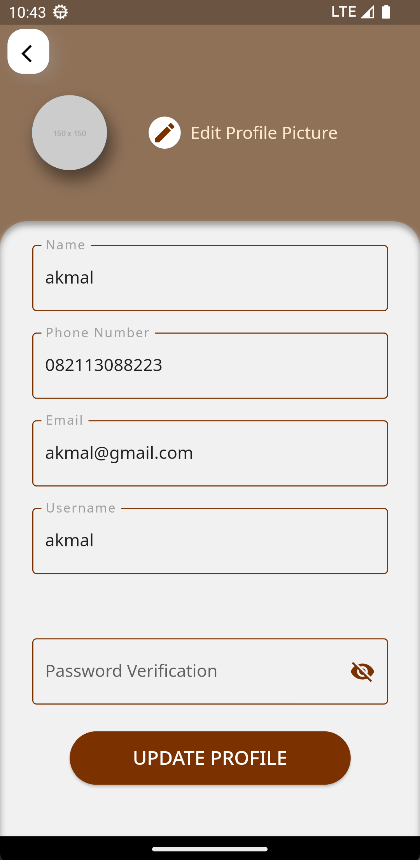 10:43
LTE
150 x 150
Edit Profile Picture
Name
akmal
Phone Number
082113088223
Email
akmal@gmail.com
Username
akmal
Password Verification
UPDATE PROFILE